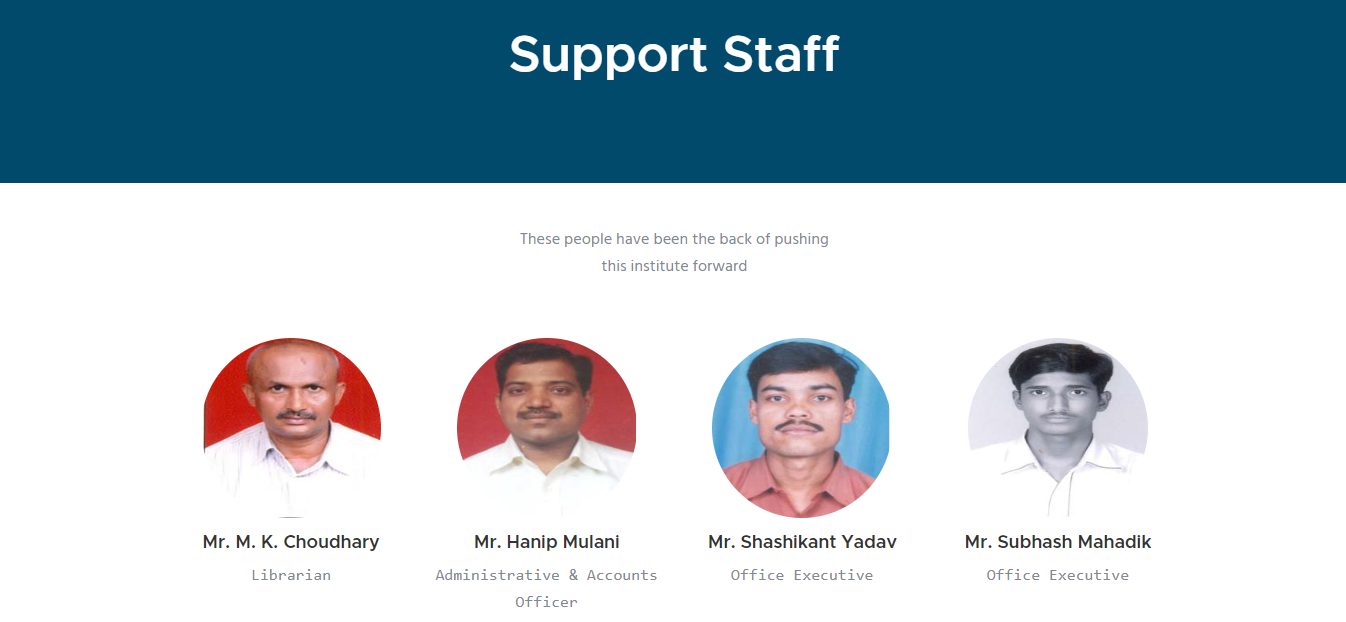 Support Staff
These people have been the back of pushing
this institute forward
Mr. M. K. Choudhary
Librarian
Mr. Hanip Mulani
Administrative & Accounts
Officer
Mr. Shashikant Yadav
Office Executive
Mr. Subhash Mahadik
Office Executive